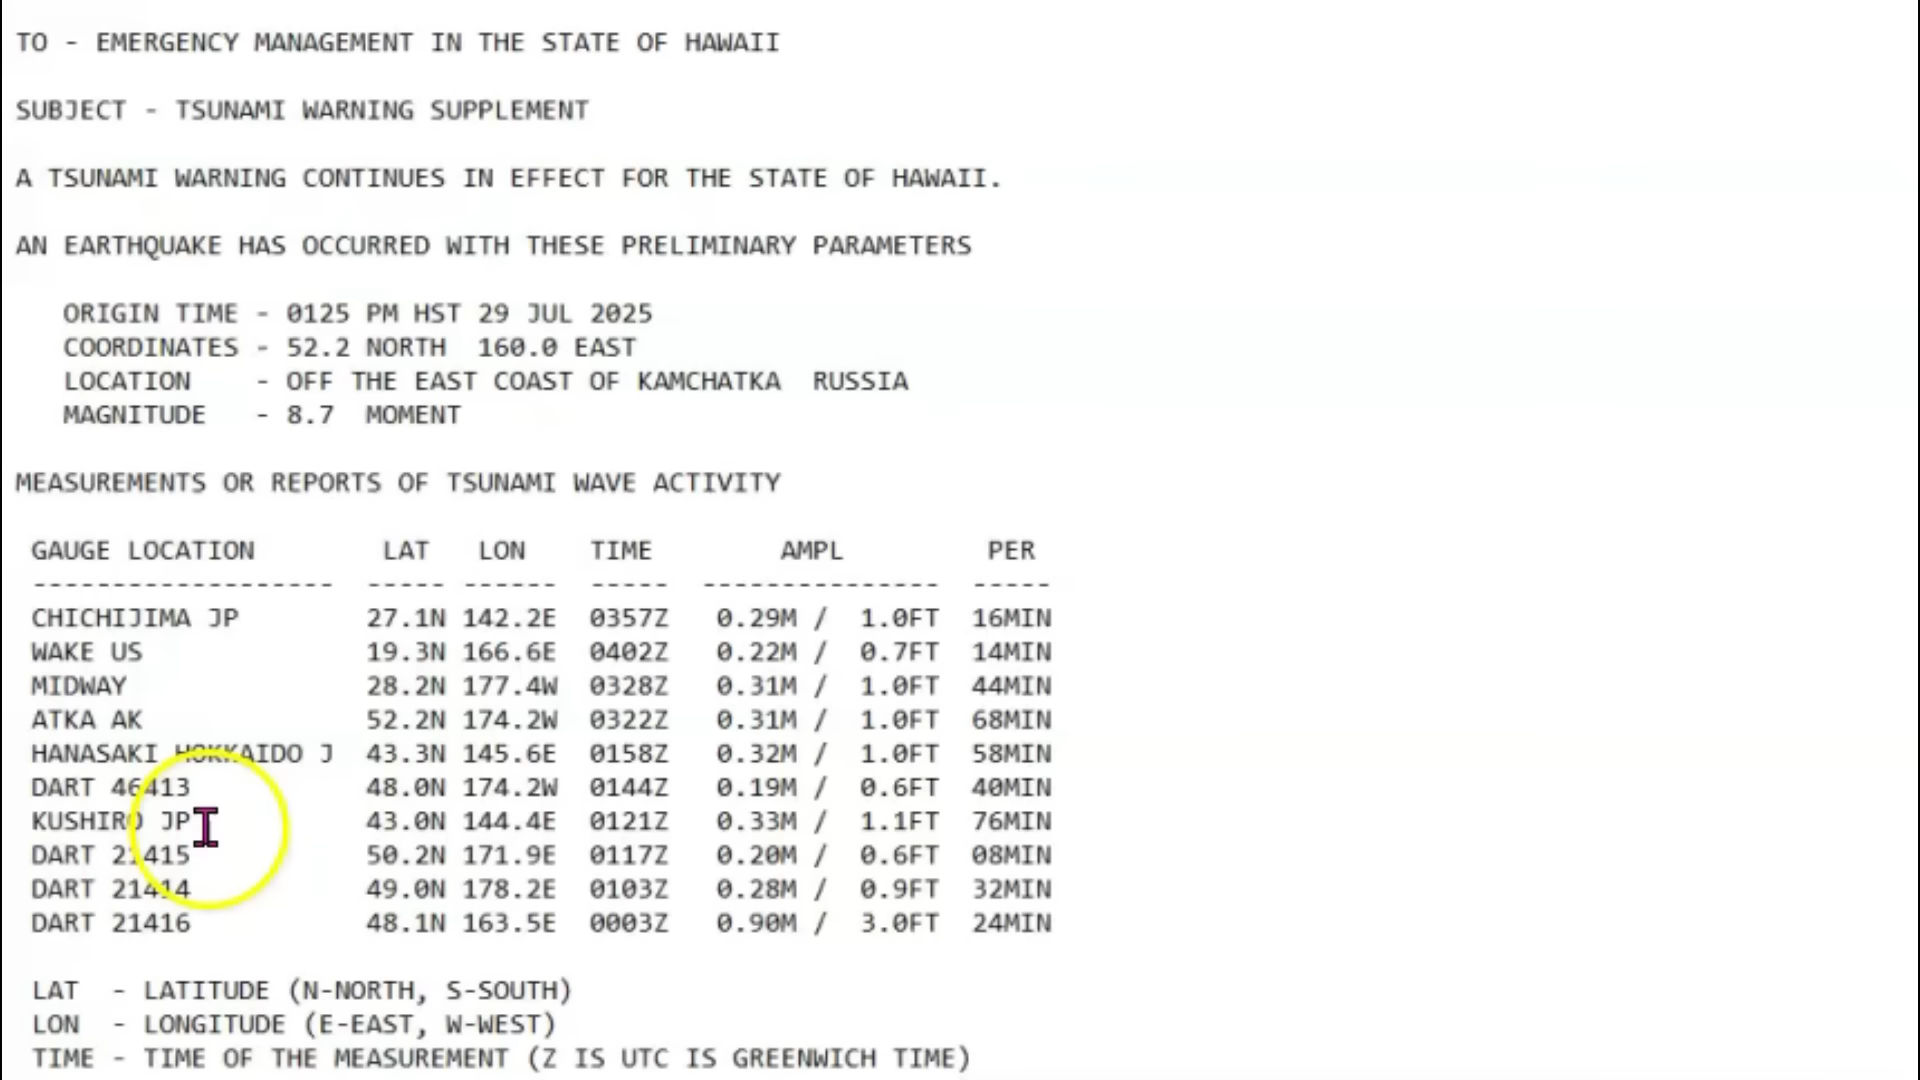 TO - EMERGENCY MANAGEMENT IN THE STATE OF HAWAII
SUBJECT - TSUNAMI WARNING SUPPLEMENT
A TSUNAMI WARNING CONTINUES IN EFFECT FOR THE STATE OF HAWAII.
AN EARTHQUAKE HAS OCCURRED WITH THESE PRELIMINARY PARAMETERS
ORIGIN TIME - 0125 PM HST 29 JUL 2025
COORDINATES - 52.2 NORTH 160.0 EAST
LOCATION - OFF THE EAST COAST OF KAMCHATKA RUSSIA
MAGNITUDE - 8.7 MOMENT
MEASUREMENTS OR REPORTS OF TSUNAMI WAVE ACTIVITY
GAUGE LOCATION LAT LON TIME AMPL PER
------------------- ----- ------ ----- --------------- -----
CHICHIJIMA JP 27.1N 142.2E 0357Z 0.29M / 1.0FT 16MIN
WAKE US 19.3N 166.6E 0402Z 0.22M / 0.7FT 14MIN
MIDWAY 28.2N 177.4W 0328Z 0.31M / 1.0FT 44MIN
ATKA AK 52.2N 174.2W 0322Z 0.31M / 1.0FT 68MIN
HANASAKI HOKKAIDO J 43.3N 145.6E 0158Z 0.32M / 1.0FT 58MIN
DART 46413 48.0N 174.2W 0144Z 0.19M / 0.6FT 40MIN
KUSHIRO JP 43.0N 144.4E 0121Z 0.33M / 1.1FT 76MIN
DART 21415 50.2N 171.9E 0117Z 0.20M / 0.6FT 08MIN
DART 21414 49.0N 178.2E 0103Z 0.28M / 0.9FT 32MIN
DART 21416 48.1N 163.5E 0003Z 0.90M / 3.0FT 24MIN
LAT - LATITUDE (N-NORTH, S-SOUTH)
LON - LONGITUDE (E-EAST, W-WEST)
TIME - TIME OF THE MEASUREMENT (Z IS UTC IS GREENWICH TIME)